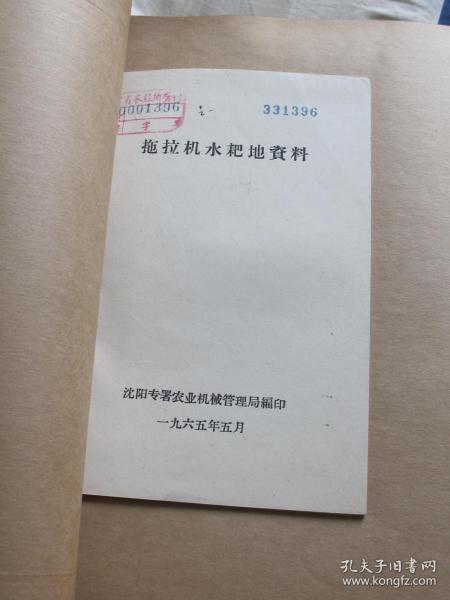 0001396
字
331396
拖拉机水耙地資料
沈阳专署农业机械管理局編印
一九六五年五月
孔夫子旧书网
www.kongfz.com